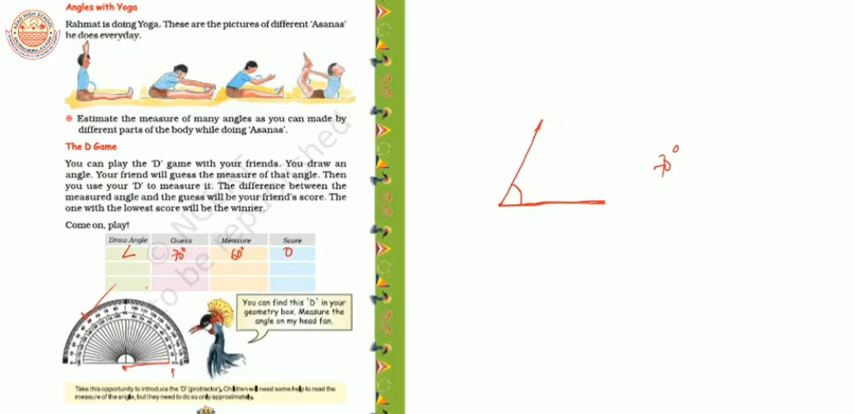 Angles with Yoga
Rahmat is doing Yoga. These are the pictures of different 'Asanas'
he does everyday.
Estimate the measure of many angles as you can made by
different parts of the body while doing 'Asanas'.
The D Game
You can play the 'D' game with your friends. You draw an
angle. Your friend will guess the measure of that angle. Then
you use your 'D' to measure it. The difference between the
measured angle and the guess will be your friend's score. The
one with the lowest score will be the winner.
Come on, play!
Draw Angle Guess Measure Score
70° 60° 0
You can find this 'D' in your
geometry box. Measure the
angle on my head fan.
Take this opportunity to introduce the 'D' (protractor). Children will need some help to read the
measure of the angle, but they need to do so only approximately.
70°
to be republished